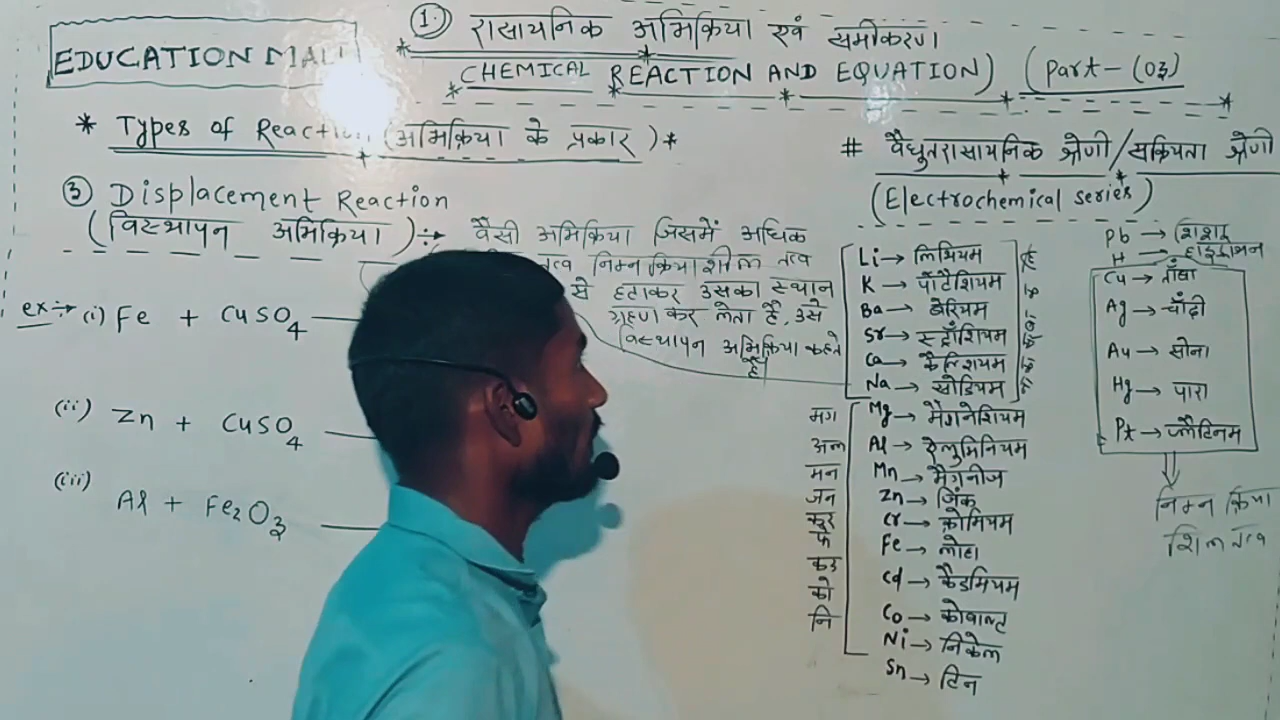 EDUCATION MALL
① रासायनिक अभिक्रिया एवं समीकरण
CHEMICAL REACTION AND EQUATION) (Part-(03)
* Types of Reaction (अभिक्रिया के प्रकार)*
③ Displacement Reaction
(विस्थापन अभिक्रिया) :→ वैसी अभिक्रिया जिसमें अधिक
तत्व निम्न क्रियाशील तत्व
से हटाकर उसका स्थान
ग्रहण कर लेता है, उसे
विस्थापन अभिक्रिया कहते
है।
ex:→ (i) Fe + CuSO4
(ii) Zn + CuSO4
(iii) Al + Fe2O3
# वैधुतरासायनिक श्रेणी/सक्रियता श्रेणी
(Electrochemical series)
Li → लिथियम
K → पोटैशियम
Ba → बेरियम
Sr → स्ट्रॉंशियम
Ca → कैल्शियम
Na → सोडियम
मग Mg → मैगनेशियम
अल Al → ऐलुमिनियम
मन Mn → मैगनीज
जन Zn → जिंक
कूर Cr → क्रोमियम
फे Fe → लोहा
कड Cd → कैडमियम
को Co → कोबाल्ट
नि Ni → निकेल
Sn → टिन
Pb → शिशा
H → हाइड्रोजन
Cu → ताँबा
Ag → चाँदी
Au → सोना
Hg → पारा
Pt → प्लैटिनम
निम्न क्रिया
शिल तत्व